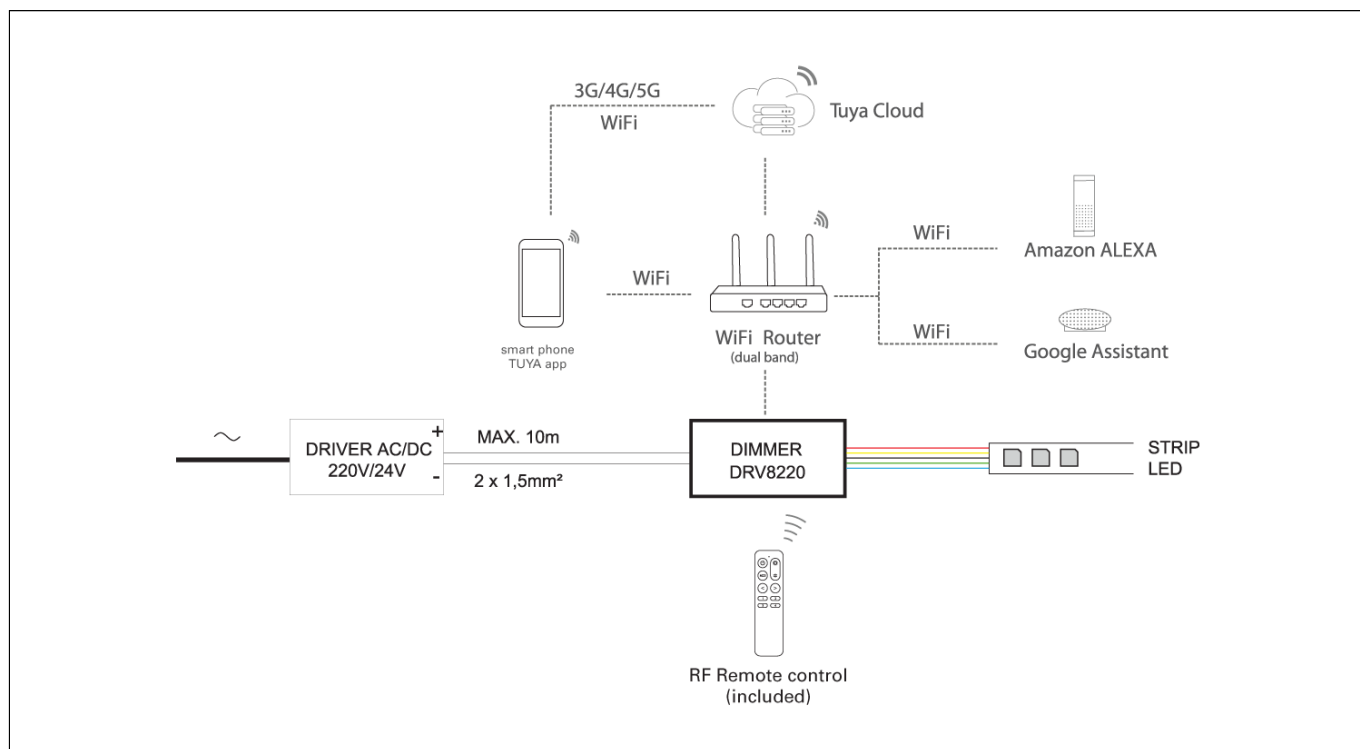 3G/4G/5G
WiFi
Tuya Cloud
WiFi
Amazon ALEXA
WiFi
WiFi Router
(dual band)
WiFi
Google Assistant
smart phone
TUYA app
DRIVER AC/DC
220V/24V
+
-
MAX. 10m
2 x 1,5mm²
DIMMER
DRV8220
STRIP
LED
RF Remote control
(included)